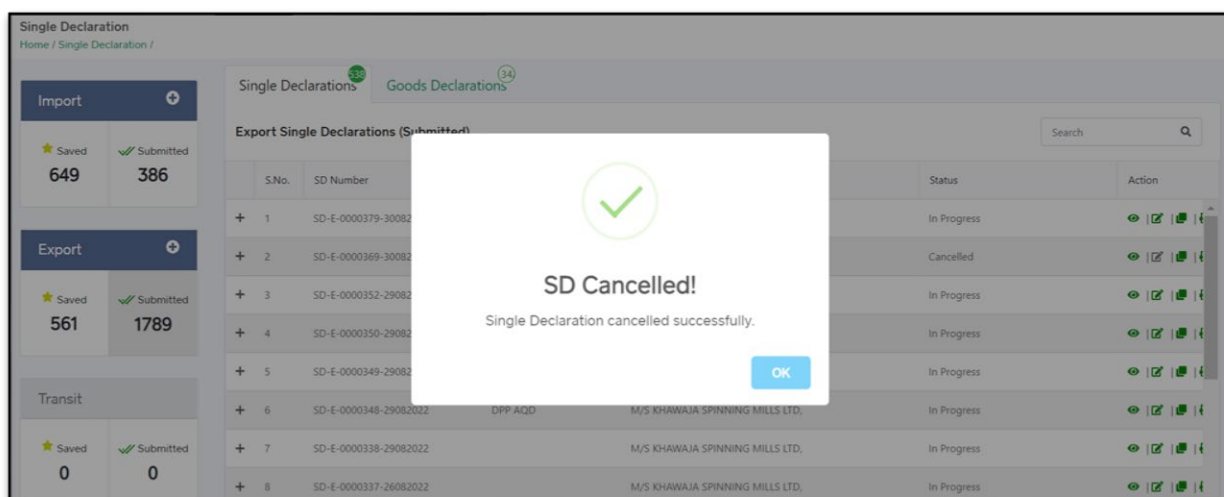 Single Declaration
Home / Single Declaration /
Import
Saved
649
Submitted
386
Export
Saved
561
Submitted
1789
Transit
Saved
0
Submitted
0
Single Declarations 538
Goods Declarations 34
Export Single Declarations (Submitted)
Search
S.No. SD Number Status Action
1 SD-E-0000379-30082 In Progress
2 SD-E-0000369-30082 Cancelled
3 SD-E-0000352-29082 In Progress
4 SD-E-0000350-29082 In Progress
5 SD-E-0000349-29082 In Progress
6 SD-E-0000348-29082022 DPP AQD M/S KHAWAJA SPINNING MILLS LTD, In Progress
7 SD-E-0000338-29082022 M/S KHAWAJA SPINNING MILLS LTD, In Progress
8 SD-E-0000337-26082022 M/S KHAWAJA SPINNING MILLS LTD, In Progress
SD Cancelled!
Single Declaration cancelled successfully.
OK